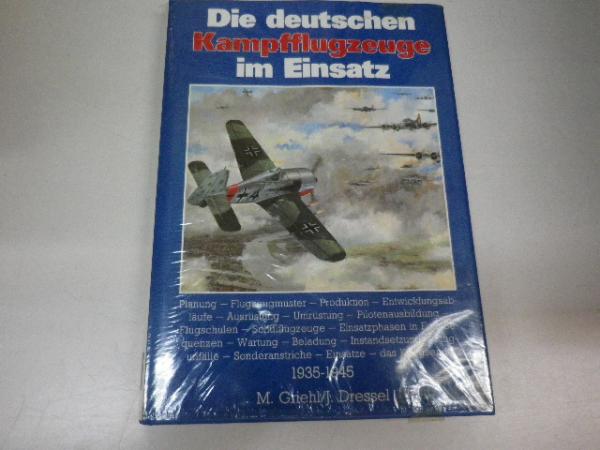 Die deutschen
Kampfflugzeuge
im Einsatz
Planung – Flugzeugmuster – Produktion – Entwicklungsab-
läufe – Ausrüstung – Umrüstung – Pilotenausbildung –
Flugschulen – Schulflugzeuge – Einsatzphasen in
quenzen – Wartung – Beladung – Instandsetzung
unfälle – Sonderanstriche – Einsätze – das
1935-1945
M. Griehl/J. Dressel